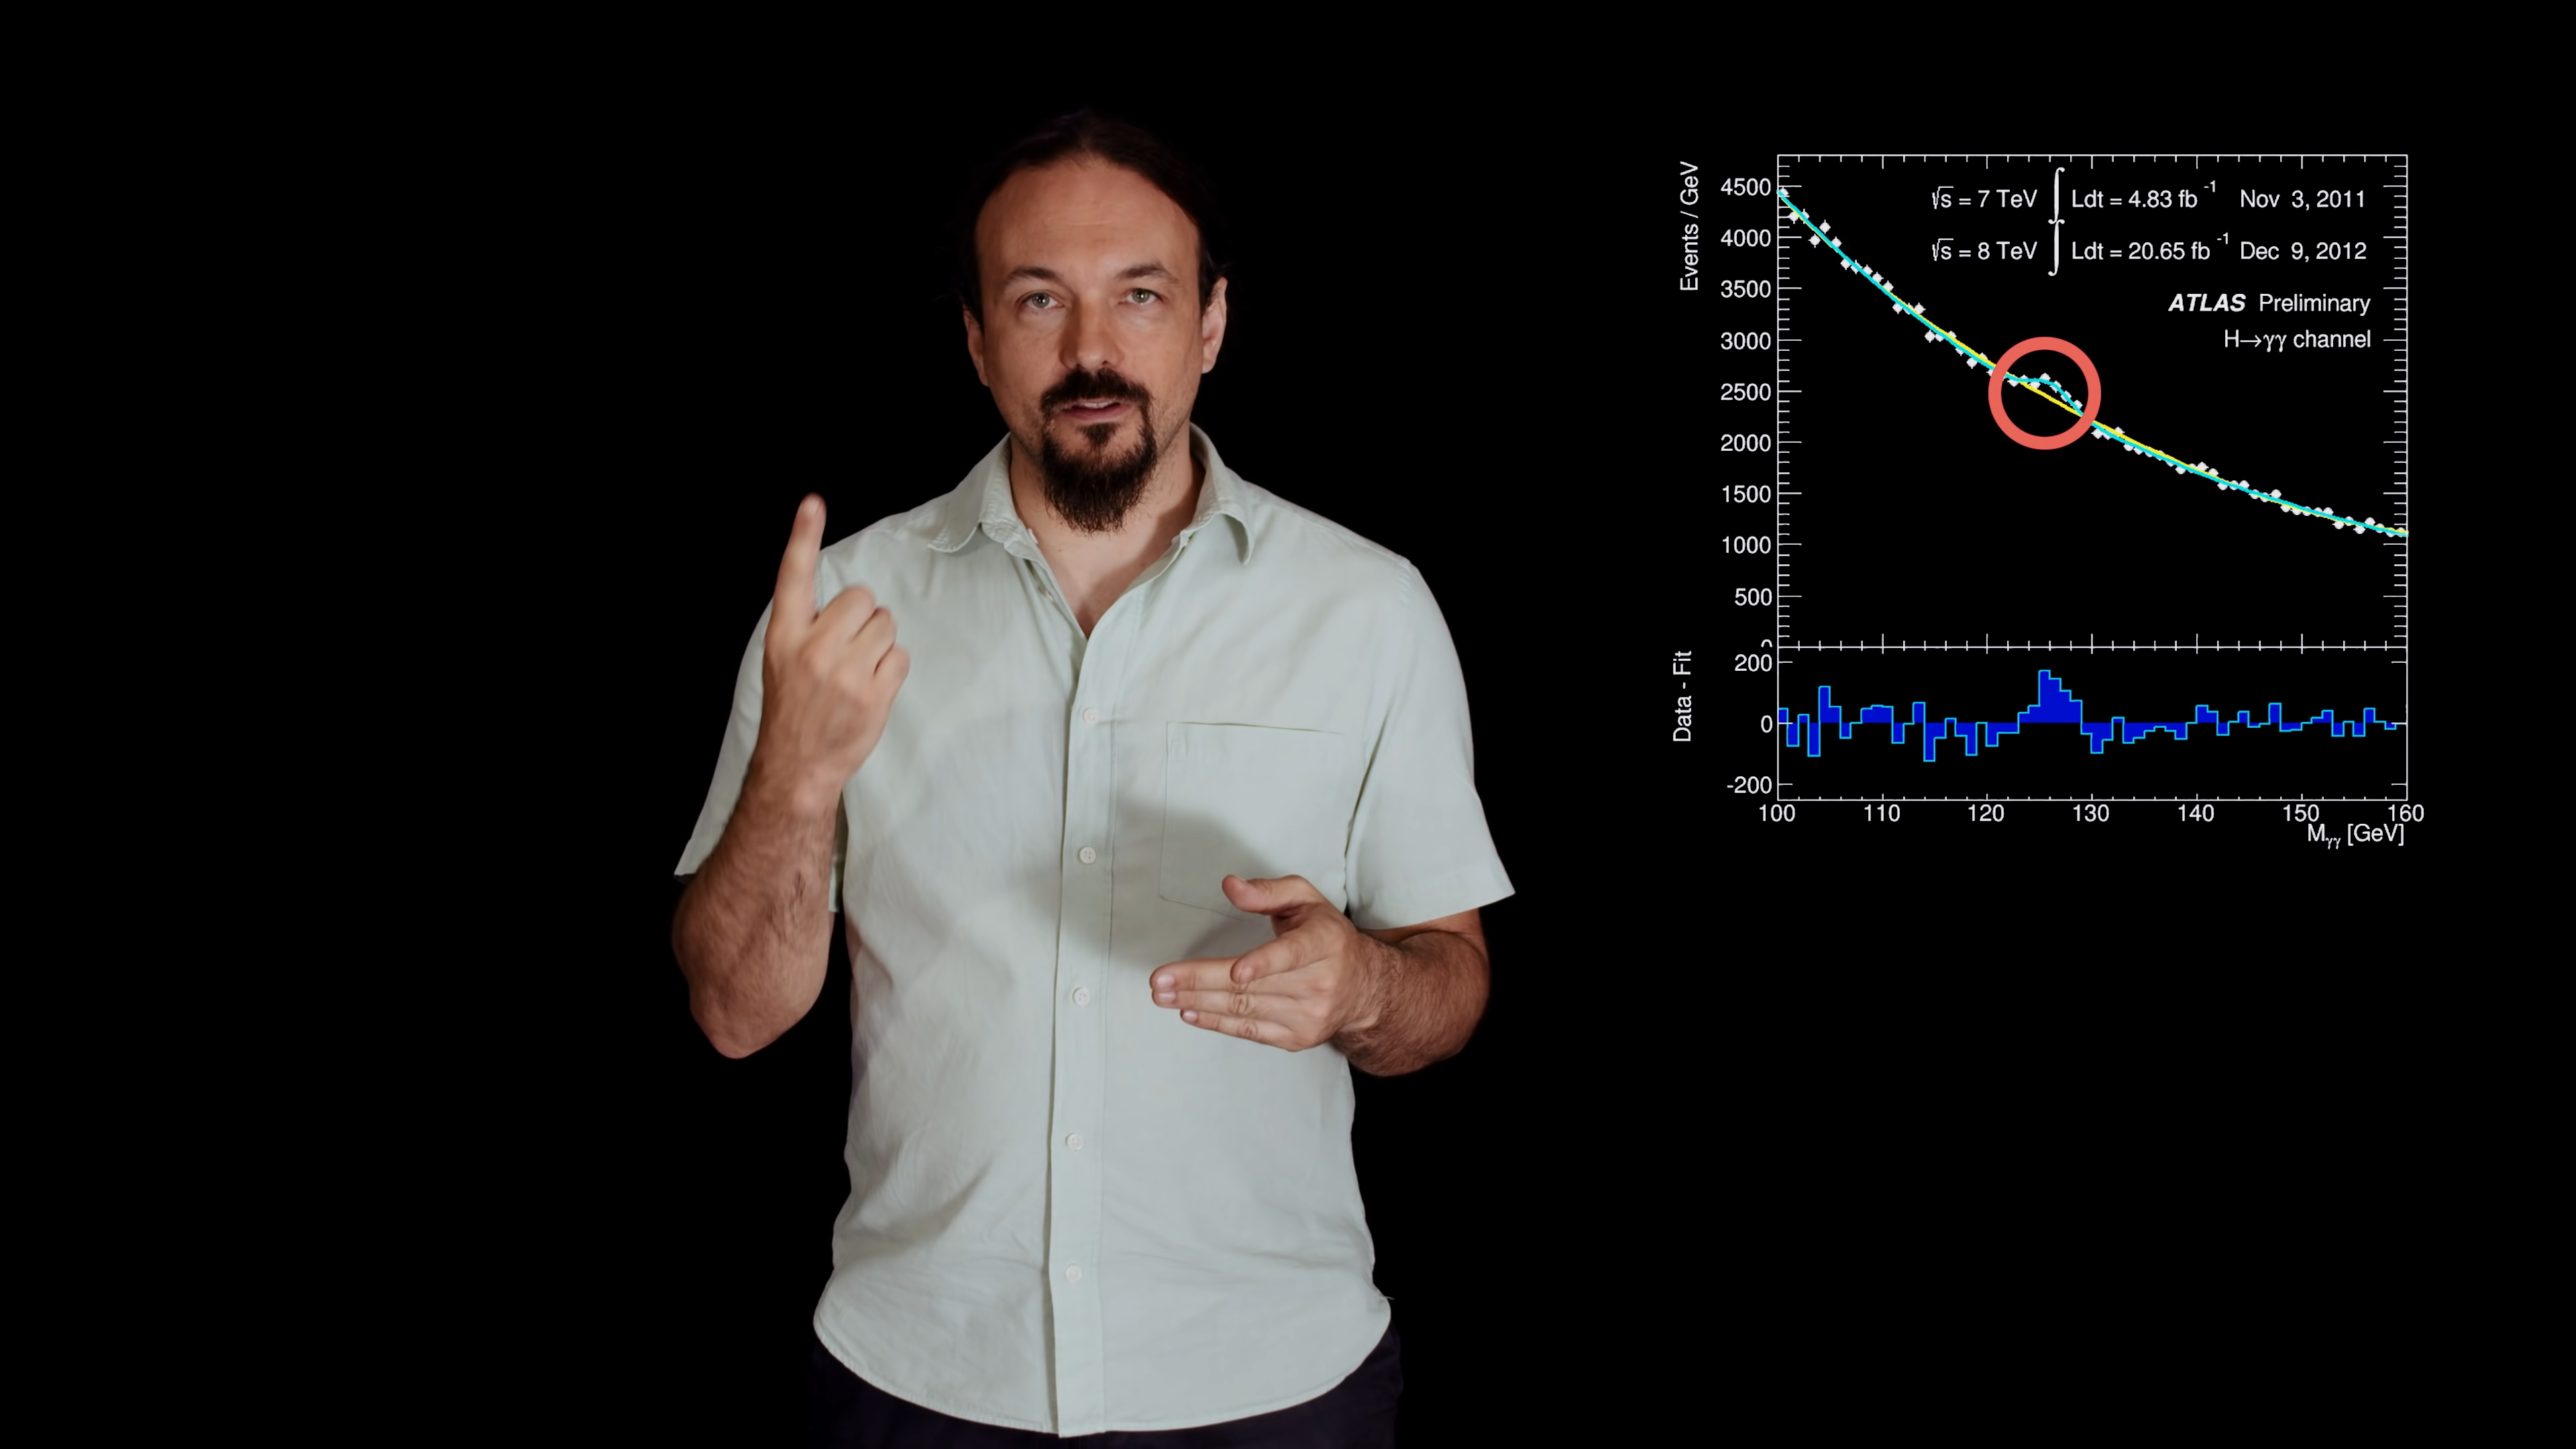 Events / GeV
4500
4000
3500
3000
2500
2000
1500
1000
500
0
√s = 7 TeV ∫ Ldt = 4.83 fb⁻¹ Nov 3, 2011
√s = 8 TeV ∫ Ldt = 20.65 fb⁻¹ Dec 9, 2012
ATLAS Preliminary
H→γγ channel
Data - Fit
200
0
-200
100 110 120 130 140 150 160
Mγγ [GeV]